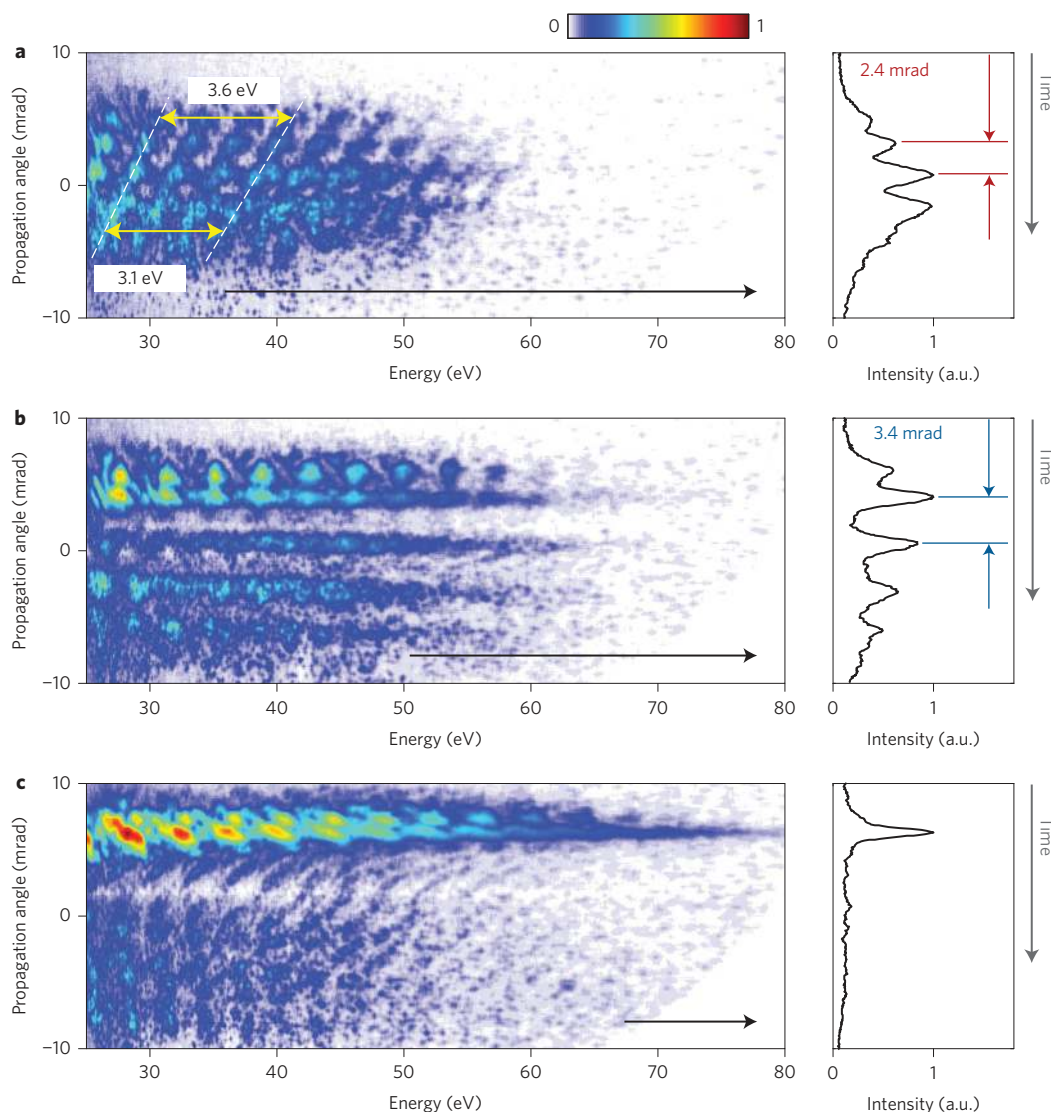 0 1
a
10
0
−10
Propagation angle (mrad)
3.6 eV
3.1 eV
30 40 50 60 70 80
Energy (eV)
2.4 mrad
0 1
Intensity (a.u.)
Time
b
10
0
−10
Propagation angle (mrad)
30 40 50 60 70 80
Energy (eV)
3.4 mrad
0 1
Intensity (a.u.)
Time
c
10
0
−10
Propagation angle (mrad)
30 40 50 60 70 80
Energy (eV)
0 1
Intensity (a.u.)
Time